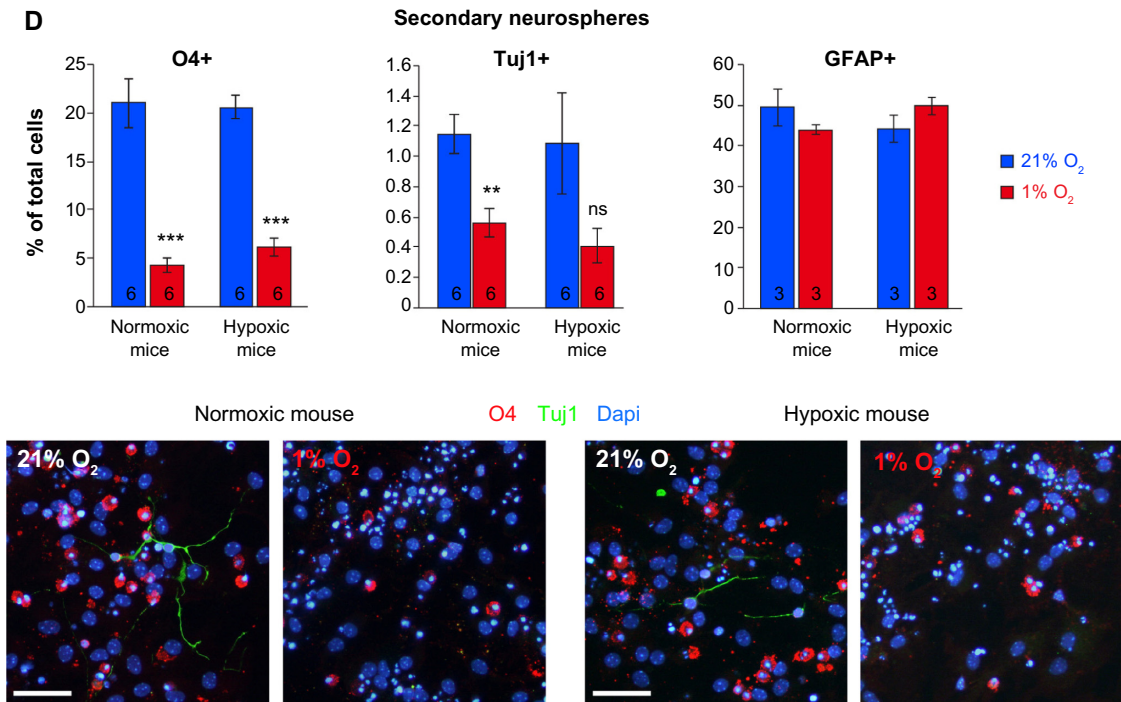 D
Secondary neurospheres
O4+
Tuj1+
GFAP+
% of total cells
25
20
15
10
5
0
***
***
6
6
6
6
Normoxic
mice
Hypoxic
mice
1.6
1.4
1.2
1.0
0.8
0.6
0.4
0.2
0
**
ns
6
6
6
6
Normoxic
mice
Hypoxic
mice
60
50
40
30
20
10
0
3
3
3
3
Normoxic
mice
Hypoxic
mice
21% O₂
1% O₂
Normoxic mouse
O4 Tuj1 Dapi
Hypoxic mouse
21% O₂
1% O₂
21% O₂
1% O₂